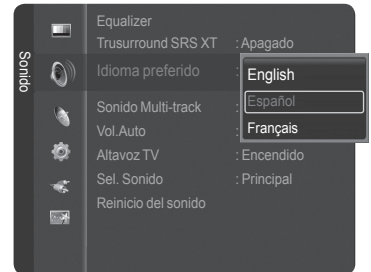 Sonido
Equalizer
Trusurround SRS XT : Apagado
Idioma preferido :
English
Español
Français
Sonido Multi-track :
Vol.Auto :
Altavoz TV : Encendido
Sel. Sonido : Principal
Reinicio del sonido